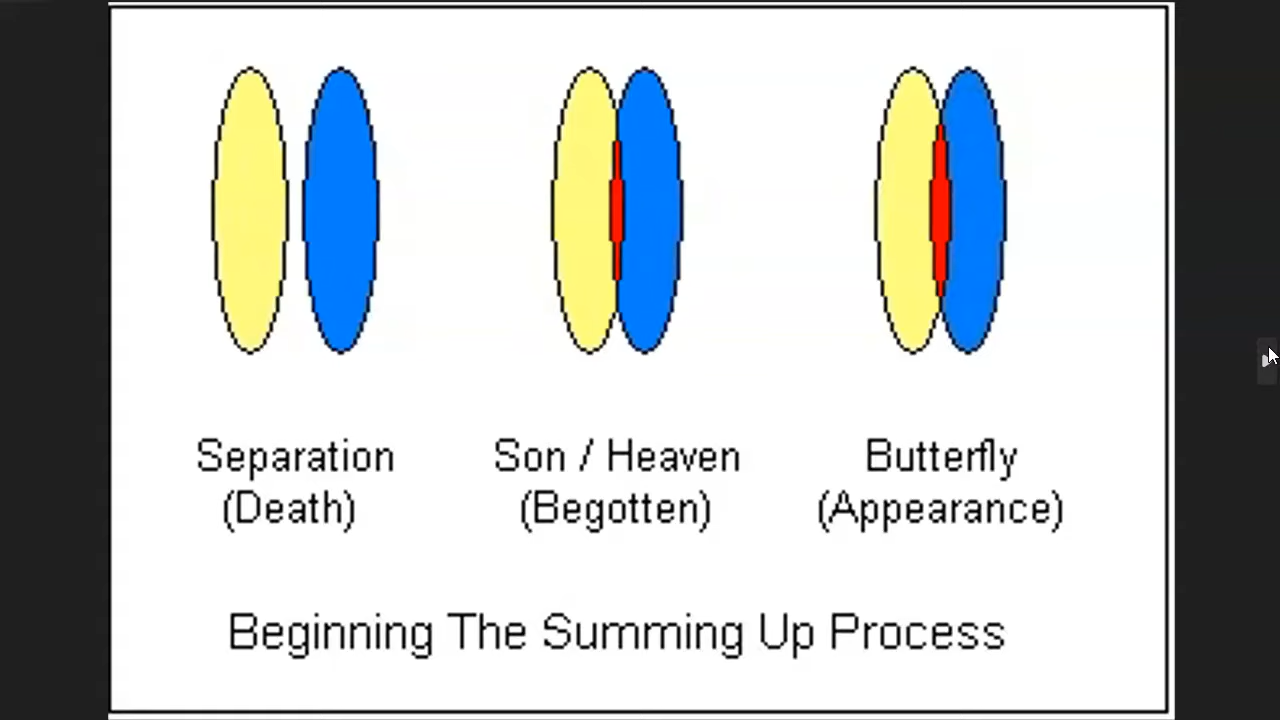 Separation Son / Heaven Butterfly
(Death) (Begotten) (Appearance)
Beginning The Summing Up Process